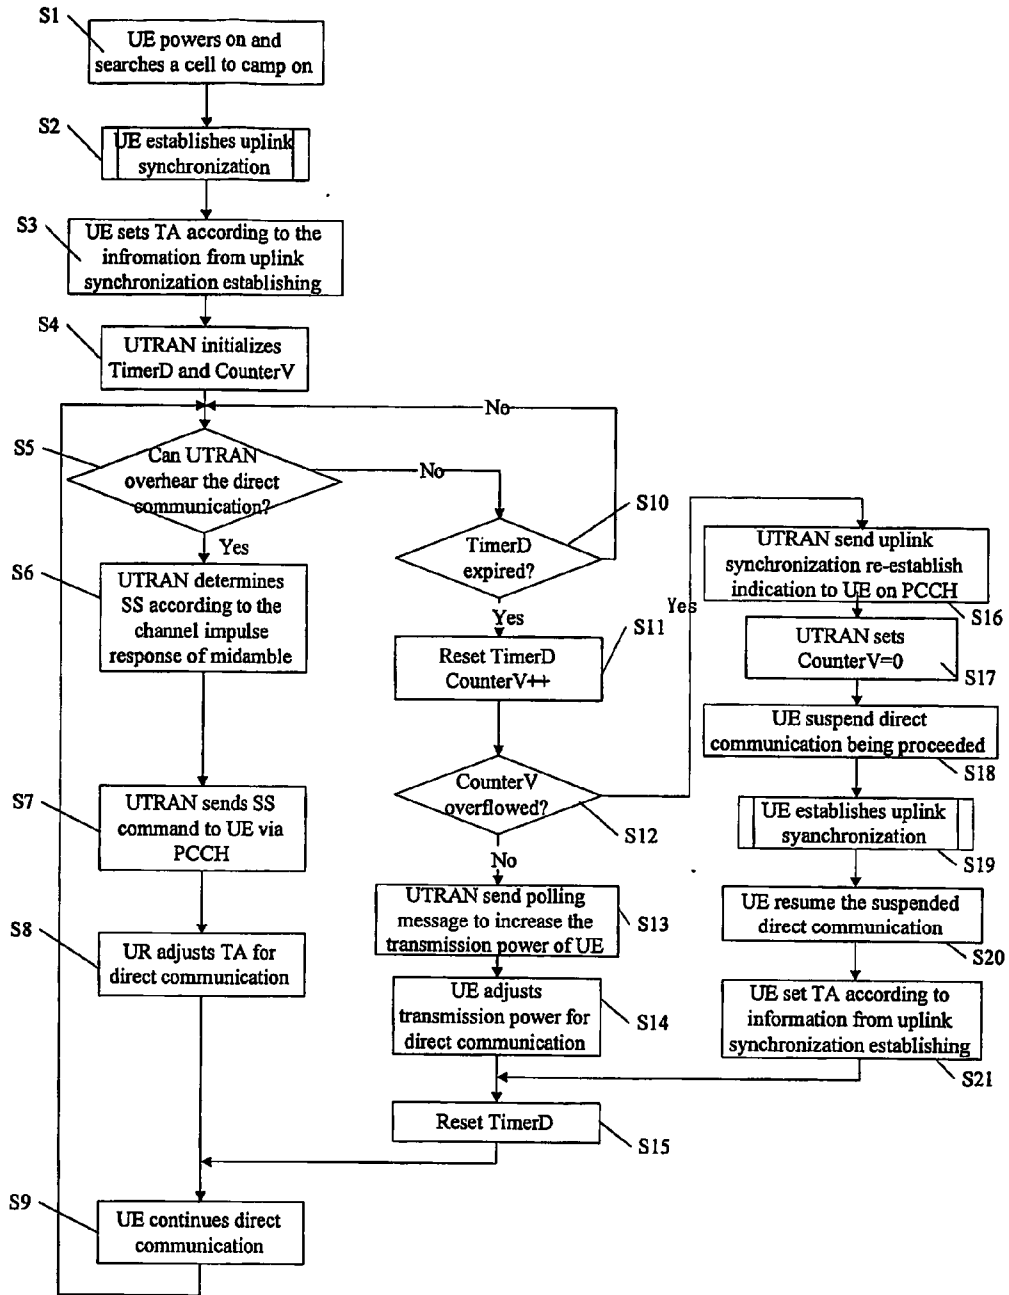 S1
UE powers on and
searches a cell to camp on
S2
UE establishes uplink
synchronization
S3
UE sets TA according to the
infromation from uplink
synchronization establishing
S4
UTRAN initializes
TimerD and CounterV
No
S5
Can UTRAN
overhear the direct
communication?
No
Yes
S10
TimerD
expired?
Yes
S6
UTRAN determines
SS according to the
channel impulse
response of midamble
S11
Reset TimerD
CounterV++
CounterV
overflowed?
S12
Yes
No
S7
UTRAN sends SS
command to UE via
PCCH
S13
UTRAN send polling
message to increase the
transmission power of UE
S8
UR adjusts TA for
direct communication
UE adjusts
transmission power for
direct communication
S14
UTRAN send uplink
synchronization re-establish
indication to UE on PCCH
S16
UTRAN sets
CounterV=0
S17
UE suspend direct
communication being proceeded
S18
UE establishes uplink
syanchronization
S19
UE resume the suspended
direct communication
S20
UE set TA according to
information from uplink
synchronization establishing
S21
Reset TimerD
S15
S9
UE continues direct
communication